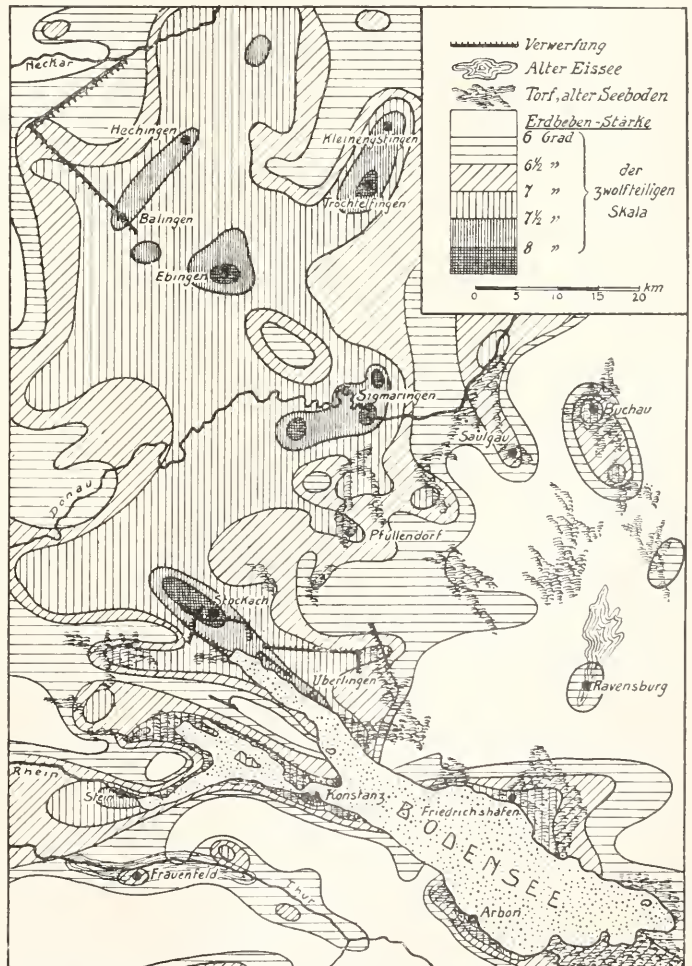 Verwerfung
Alter Eissee
Torf, alter Seeboden
Erdbeben-Stärke
6 Grad
6½ "
7 "
7½ "
8 "
der
zwölfteiligen
Skala
0 5 10 15 20 km
Neckar
Hechingen
Kleinengstingen
Trochtelfingen
Balingen
Ebingen
Sigmaringen
Buchau
Saulgau
Donau
Pfullendorf
Stockach
Überlingen
Ravensburg
Rhein
Stein
Konstanz
Friedrichshafen
BODENSEE
Frauenfeld
Thur
Arbon